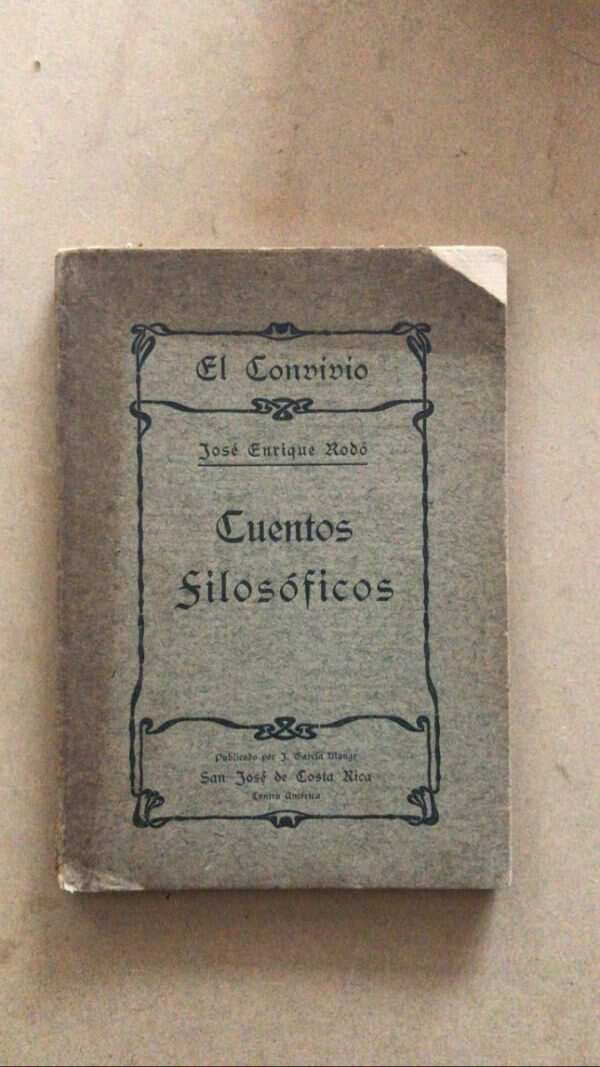 El Convivio
José Enrique Rodó
Cuentos
Filosóficos
Publicado por J. García Monge
San José de Costa Rica
Centro América